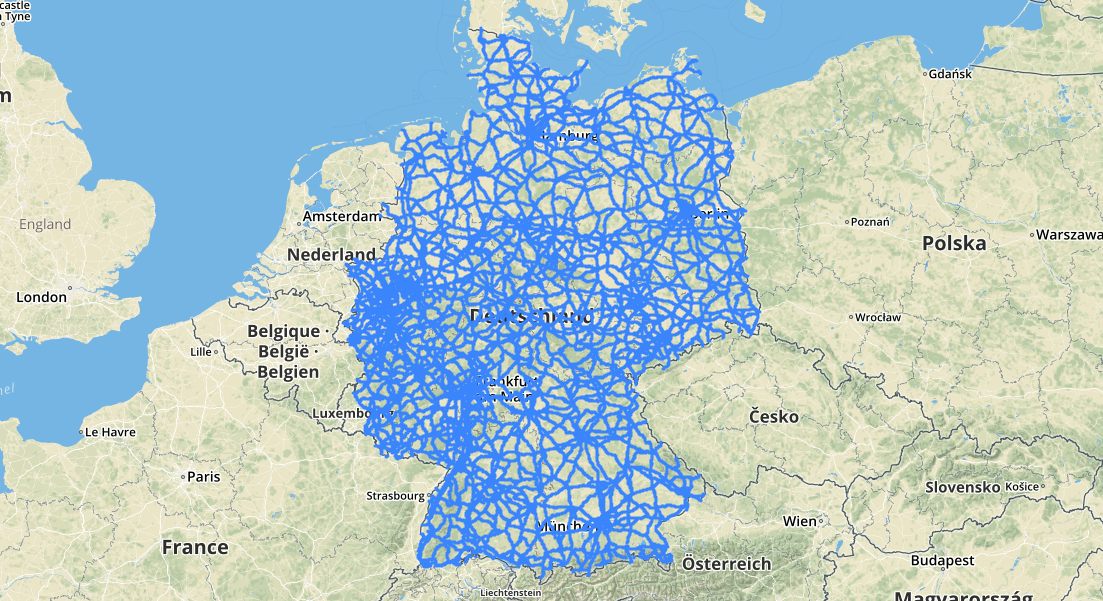 castle
n Tyne
m
England
London
nel
Amsterdam
Nederland
Belgique ·
België ·
Belgien
Lille
Luxembourg
Le Havre
Paris
Strasbourg
France
Hamburg
Berlin
Deutschland
Frankfurt
am Main
München
Liechtenstein
Österreich
Gdańsk
Poznań
Polska
Warszawa
Wrocław
Česko
Slovensko
Košice
Wien
Budapest
Magyarország